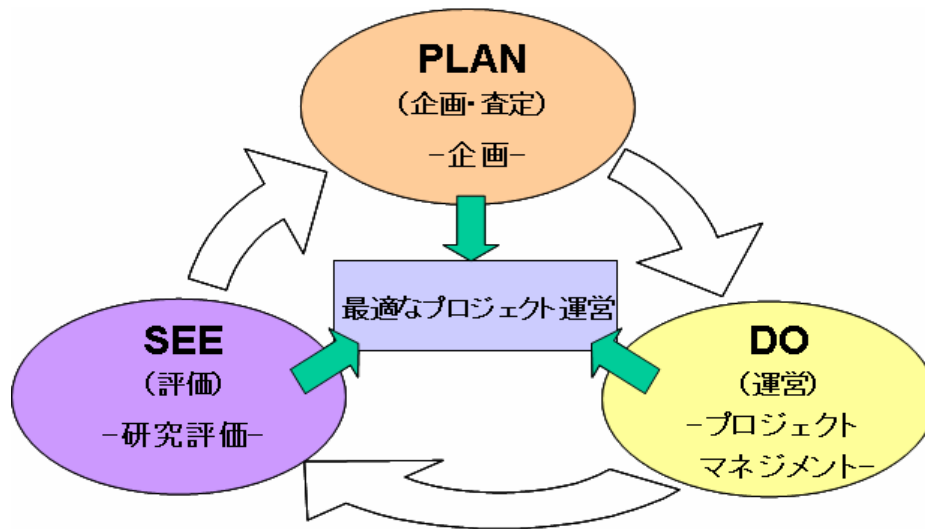 PLAN
（企画・査定）
−企画−
最適なプロジェクト運営
SEE
（評価）
−研究評価−
DO
（運営）
−プロジェクト
マネジメント−